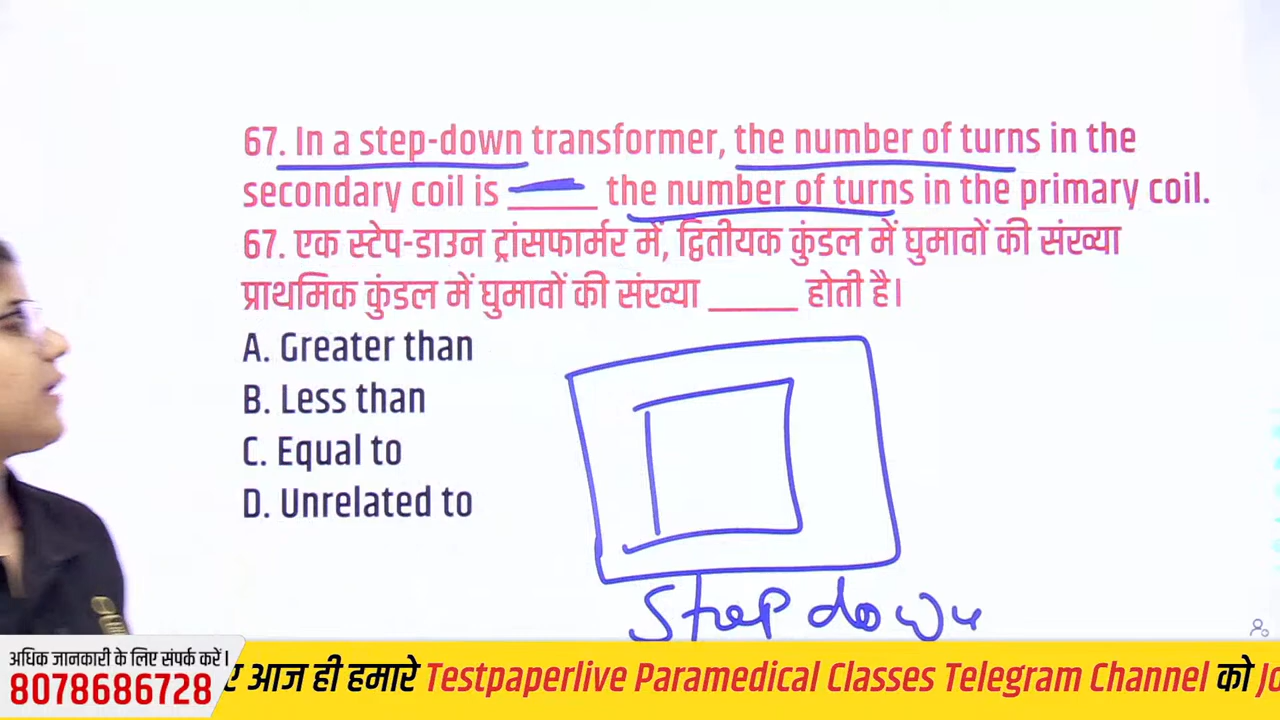 67. In a step-down transformer, the number of turns in the
secondary coil is _____ the number of turns in the primary coil.
67. एक स्टेप-डाउन ट्रांसफार्मर में, द्वितीयक कुंडल में घुमावों की संख्या
प्राथमिक कुंडल में घुमावों की संख्या _____ होती है।
A. Greater than
B. Less than
C. Equal to
D. Unrelated to
Step down
अधिक जानकारी के लिए संपर्क करें।
8078686728
आज ही हमारे Testpaperlive Paramedical Classes Telegram Channel को